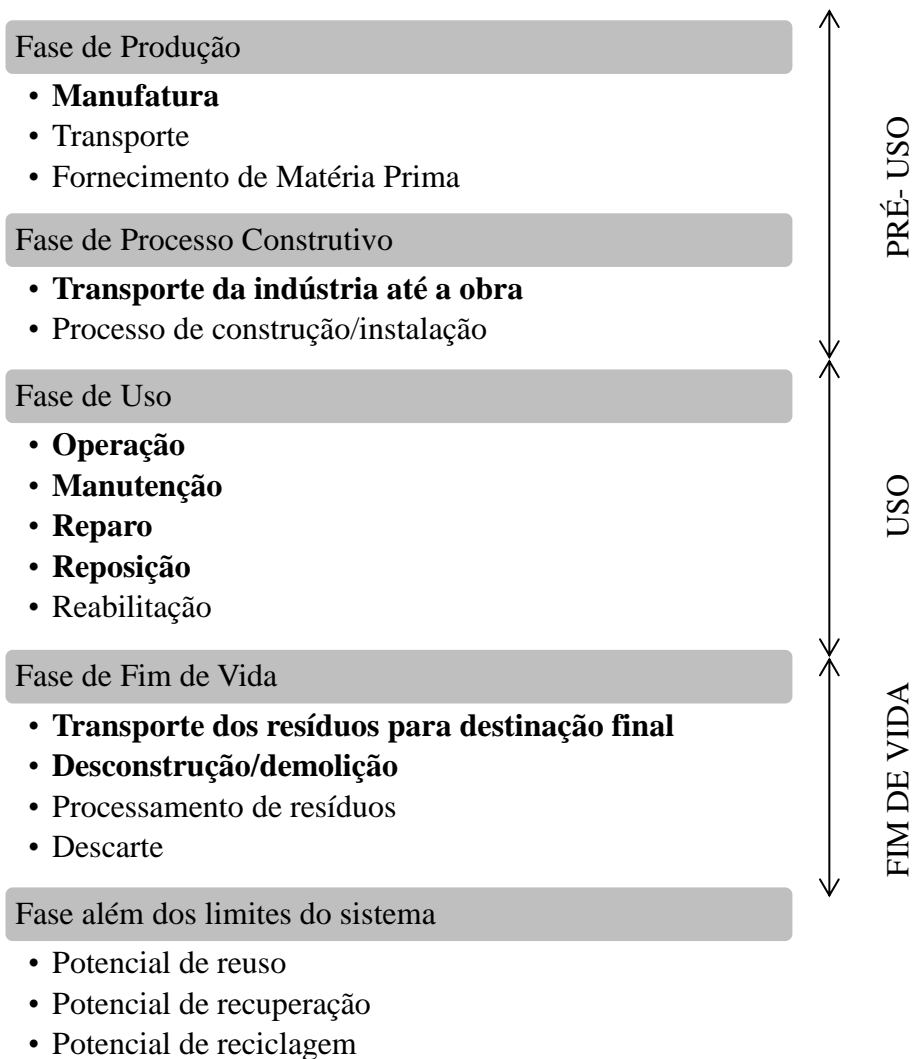 Fase de Produção
• Manufatura
• Transporte
• Fornecimento de Matéria Prima
Fase de Processo Construtivo
• Transporte da indústria até a obra
• Processo de construção/instalação
PRÉ- USO
Fase de Uso
• Operação
• Manutenção
• Reparo
• Reposição
• Reabilitação
USO
Fase de Fim de Vida
• Transporte dos resíduos para destinação final
• Desconstrução/demolição
• Processamento de resíduos
• Descarte
FIM DE VIDA
Fase além dos limites do sistema
• Potencial de reuso
• Potencial de recuperação
• Potencial de reciclagem